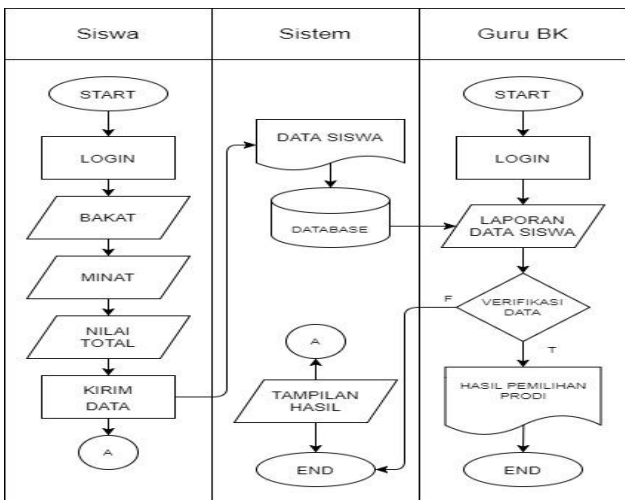 Siswa
Sistem
Guru BK
START
LOGIN
BAKAT
MINAT
NILAI
TOTAL
KIRIM
DATA
A
DATA SISWA
DATABASE
A
TAMPILAN
HASIL
END
START
LOGIN
LAPORAN
DATA SISWA
F
VERIFIKASI
DATA
T
HASIL PEMILIHAN
PRODI
END